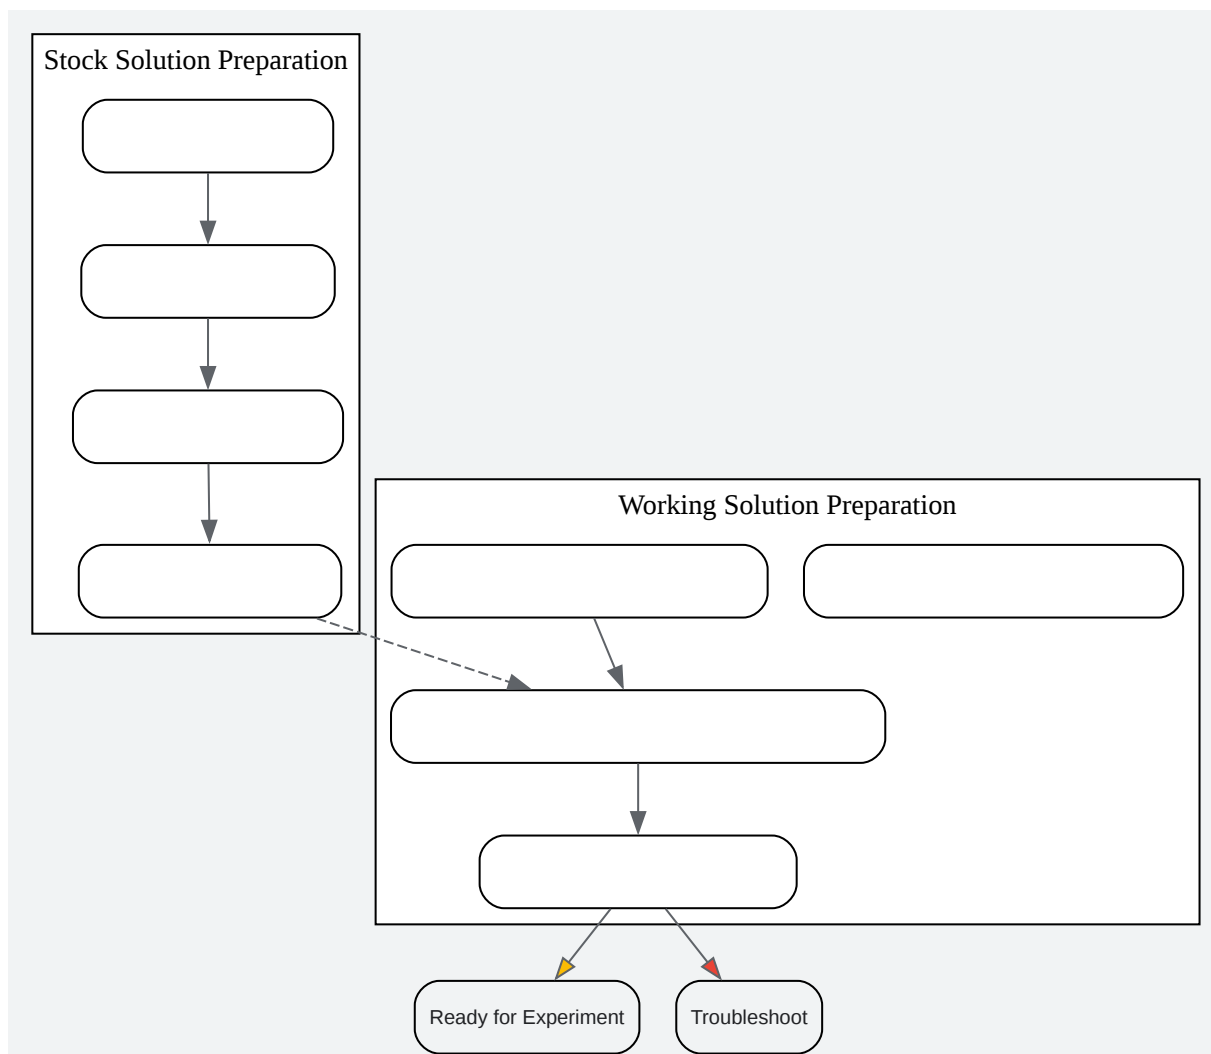 Stock Solution Preparation
Working Solution Preparation
Ready for Experiment
Troubleshoot